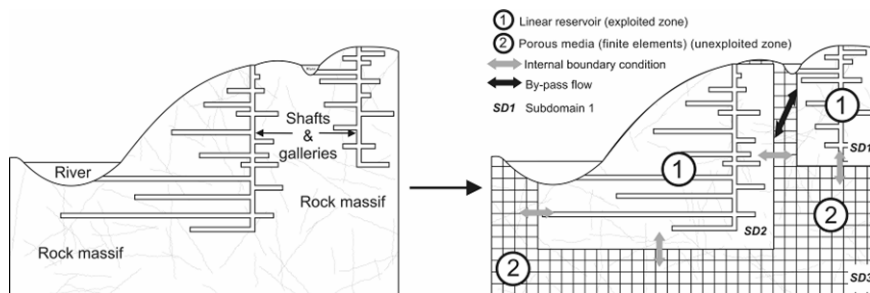 Shafts
&
galleries
River
Rock massif
Rock massif
1 Linear reservoir (exploited zone)
2 Porous media (finite elements) (unexploited zone)
Internal boundary condition
By-pass flow
SD1 Subdomain 1
1
SD1
1
2
SD2
2
SD3